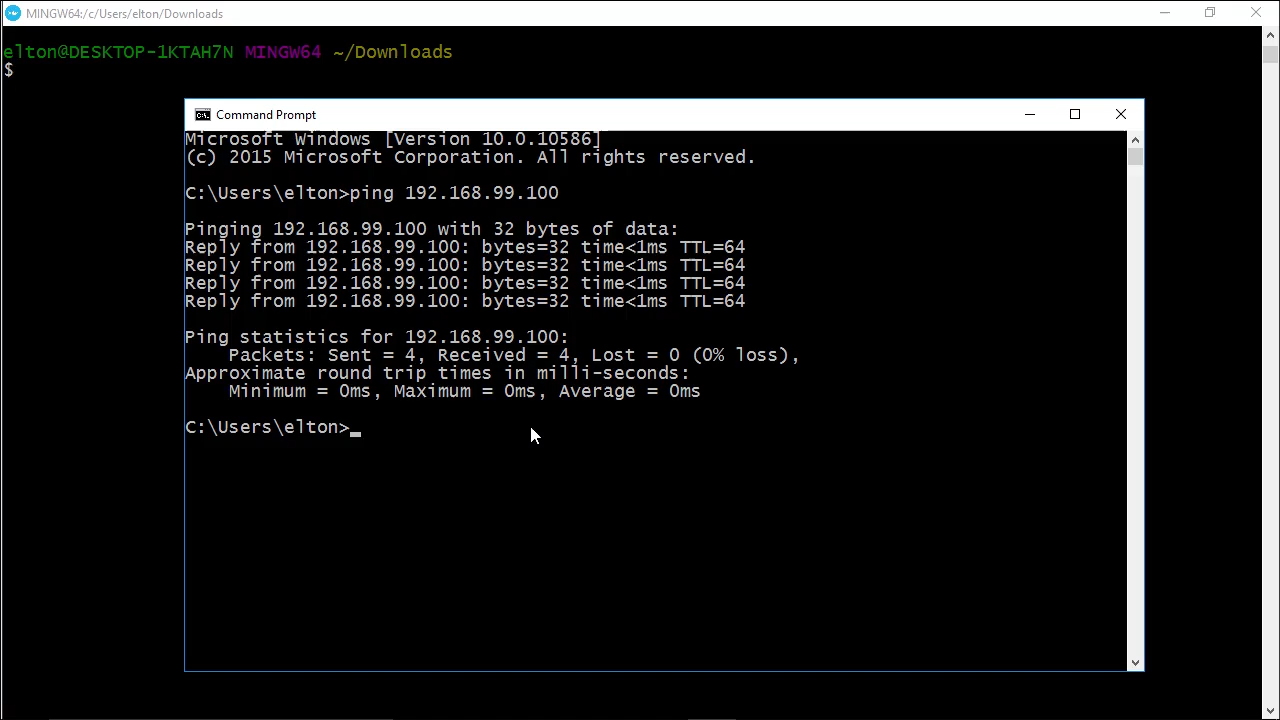 MINGW64:/c/Users/elton/Downloads
elton@DESKTOP-1KTAH7N MINGW64 ~/Downloads
$
Command Prompt
Microsoft Windows [Version 10.0.10586]
(c) 2015 Microsoft Corporation. All rights reserved.
C:\Users\elton>ping 192.168.99.100
Pinging 192.168.99.100 with 32 bytes of data:
Reply from 192.168.99.100: bytes=32 time<1ms TTL=64
Reply from 192.168.99.100: bytes=32 time<1ms TTL=64
Reply from 192.168.99.100: bytes=32 time<1ms TTL=64
Reply from 192.168.99.100: bytes=32 time<1ms TTL=64
Ping statistics for 192.168.99.100:
    Packets: Sent = 4, Received = 4, Lost = 0 (0% loss),
Approximate round trip times in milli-seconds:
    Minimum = 0ms, Maximum = 0ms, Average = 0ms
C:\Users\elton>